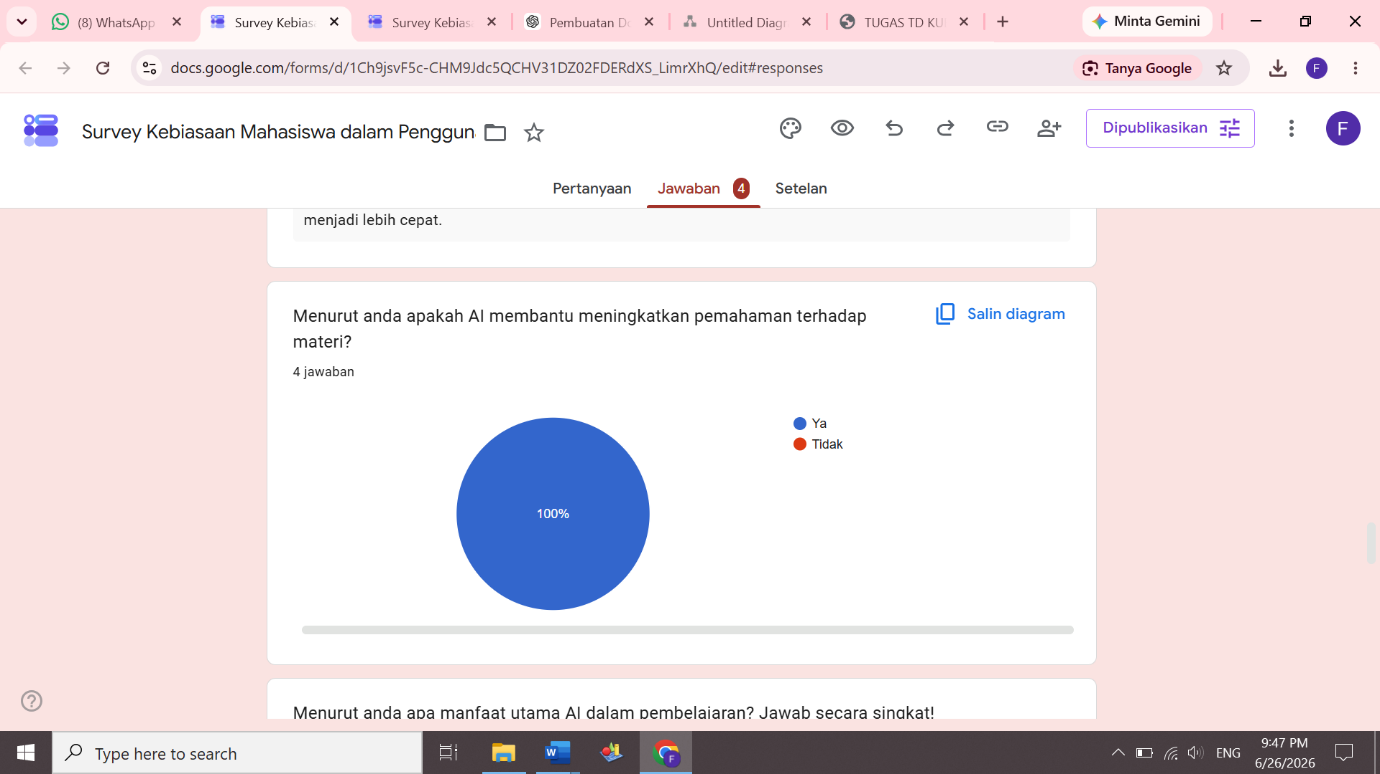 (8) WhatsApp
Survey Kebias
Survey Kebias
Pembuatan D
Untitled Diagr
TUGAS TD KU
Minta Gemini
docs.google.com/forms/d/1Ch9jsvF5c-CHM9Jdc5QCHV31DZ02FDERdXS_LimrXhQ/edit#responses
Tanya Google
F
Survey Kebiasaan Mahasiswa dalam Penggun
Dipublikasikan
F
Pertanyaan
Jawaban 4
Setelan
menjadi lebih cepat.
Menurut anda apakah AI membantu meningkatkan pemahaman terhadap
materi?
Salin diagram
4 jawaban
Ya
Tidak
100%
Menurut anda apa manfaat utama AI dalam pembelajaran? Jawab secara singkat!
Type here to search
W
F
ENG
9:47 PM
6/26/2026